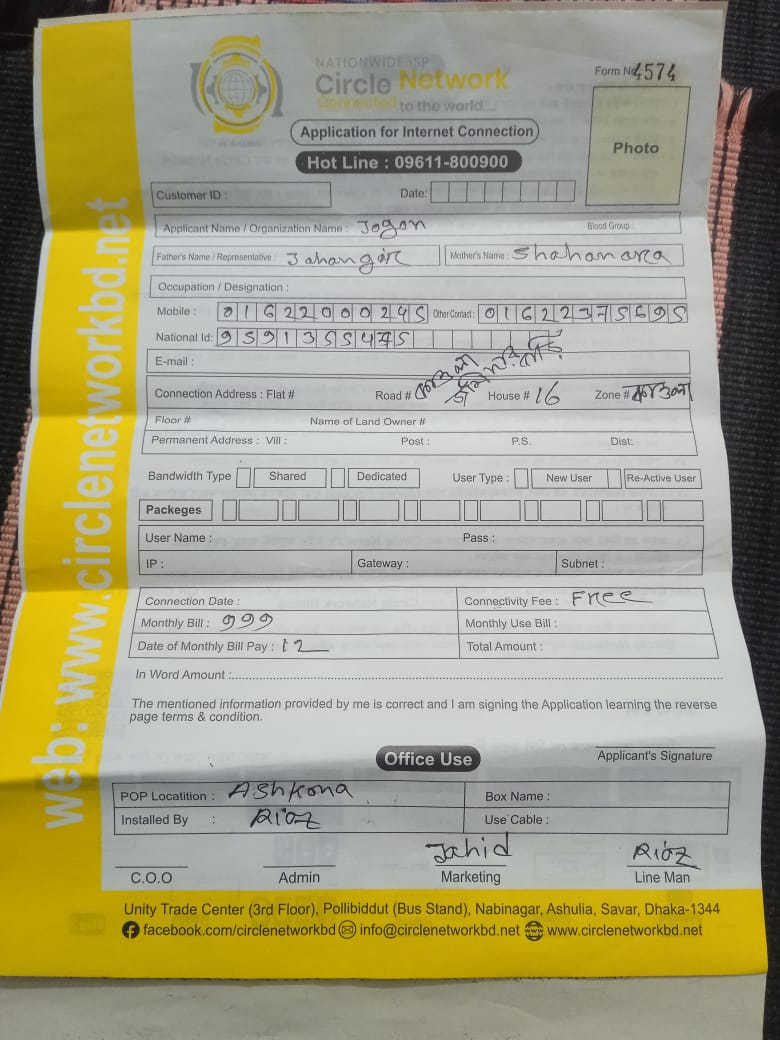 NATIONWIDE ISP
Circle Network
Connected to the world....
Form No 4574
Application for Internet Connection
Photo
Hot Line : 09611-800900
Customer ID :
Date:
Applicant Name / Organization Name : Jogon
Blood Group :
Father's Name / Representative : Jahangir
Mother's Name : Shahanara
Occupation / Designation :
Mobile : 01622000245 Other Contact : 01622375695
National Id: 9591355475
E-mail :
Connection Address : Flat# Road # House # 16 Zone # কাওলা
Floor # Name of Land Owner #
Permanent Address : Vill : Post : P.S. Dist:
Bandwidth Type Shared Dedicated User Type : New User Re-Active User
Packeges
User Name : Pass :
IP : Gateway : Subnet :
Connection Date : Connectivity Fee : Free
Monthly Bill : 999 Monthly Use Bill :
Date of Monthly Bill Pay : 12 Total Amount :
In Word Amount :
The mentioned information provided by me is correct and I am signing the Application learning the reverse
page terms & condition.
Office Use
Applicant's Signature
POP Locatition : Ashkona Box Name :
Installed By : Riaz Use Cable :
Jahid Riaz
C.O.O Admin Marketing Line Man
Unity Trade Center (3rd Floor), Pollibiddut (Bus Stand), Nabinagar, Ashulia, Savar, Dhaka-1344
facebook.com/circlenetworkbd info@circlenetworkbd.net www.circlenetworkbd.net
web: www.circlenetworkbd.net